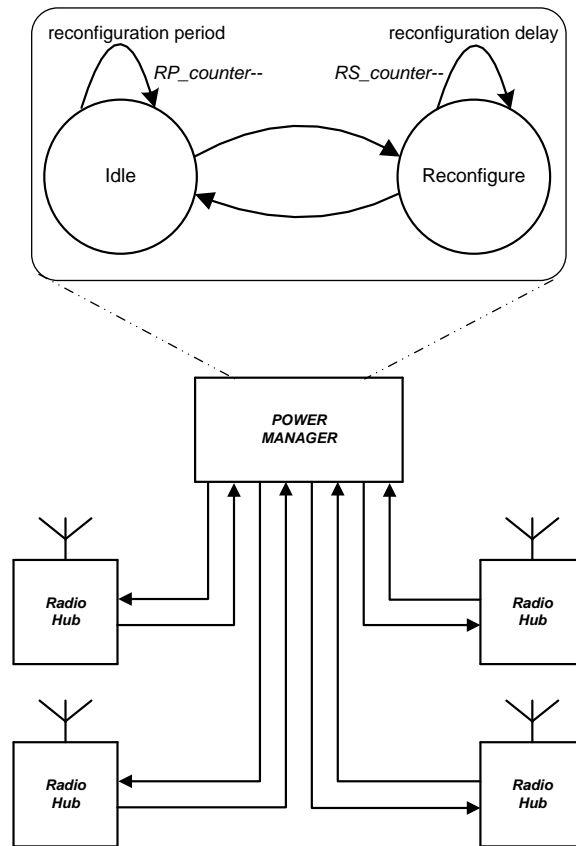 reconfiguration period
reconfiguration delay
RP_counter--
RS_counter--
Idle
Reconfigure
POWER
MANAGER
Radio
Hub
Radio
Hub
Radio
Hub
Radio
Hub